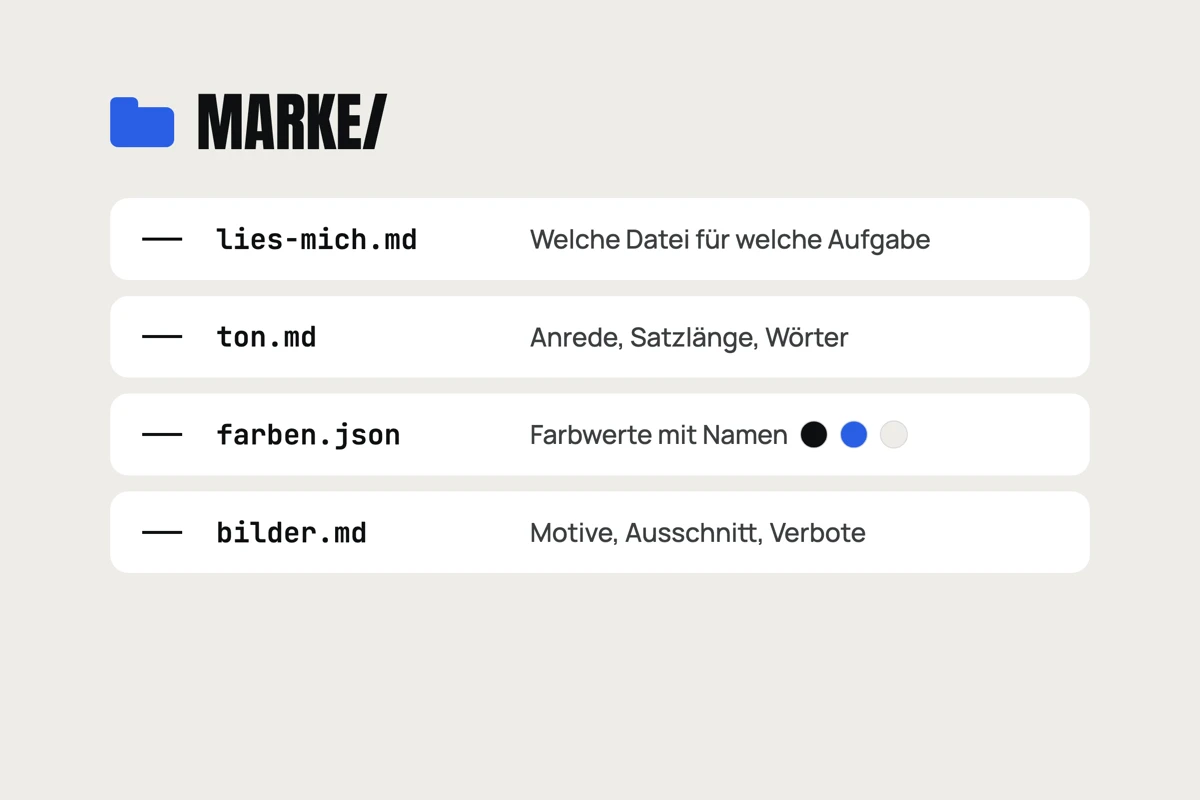 MARKE/
lies-mich.md Welche Datei für welche Aufgabe
ton.md Anrede, Satzlänge, Wörter
farben.json Farbwerte mit Namen
bilder.md Motive, Ausschnitt, Verbote